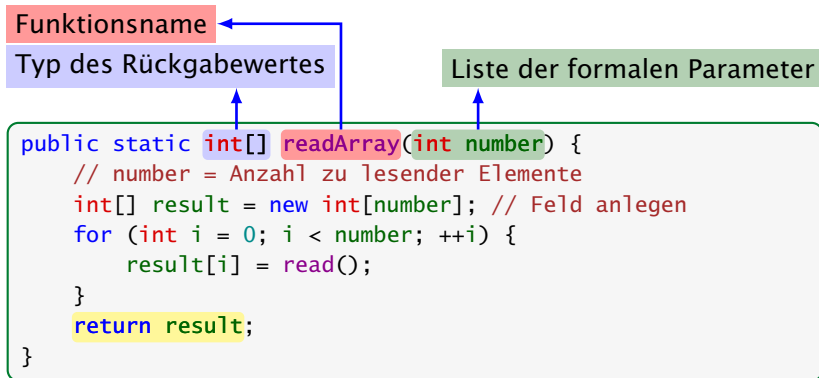 Funktionsname
Typ des Rückgabewertes
Liste der formalen Parameter
public static int[] readArray(int number) {
    // number = Anzahl zu lesender Elemente
    int[] result = new int[number]; // Feld anlegen
    for (int i = 0; i < number; ++i) {
        result[i] = read();
    }
    return result;
}